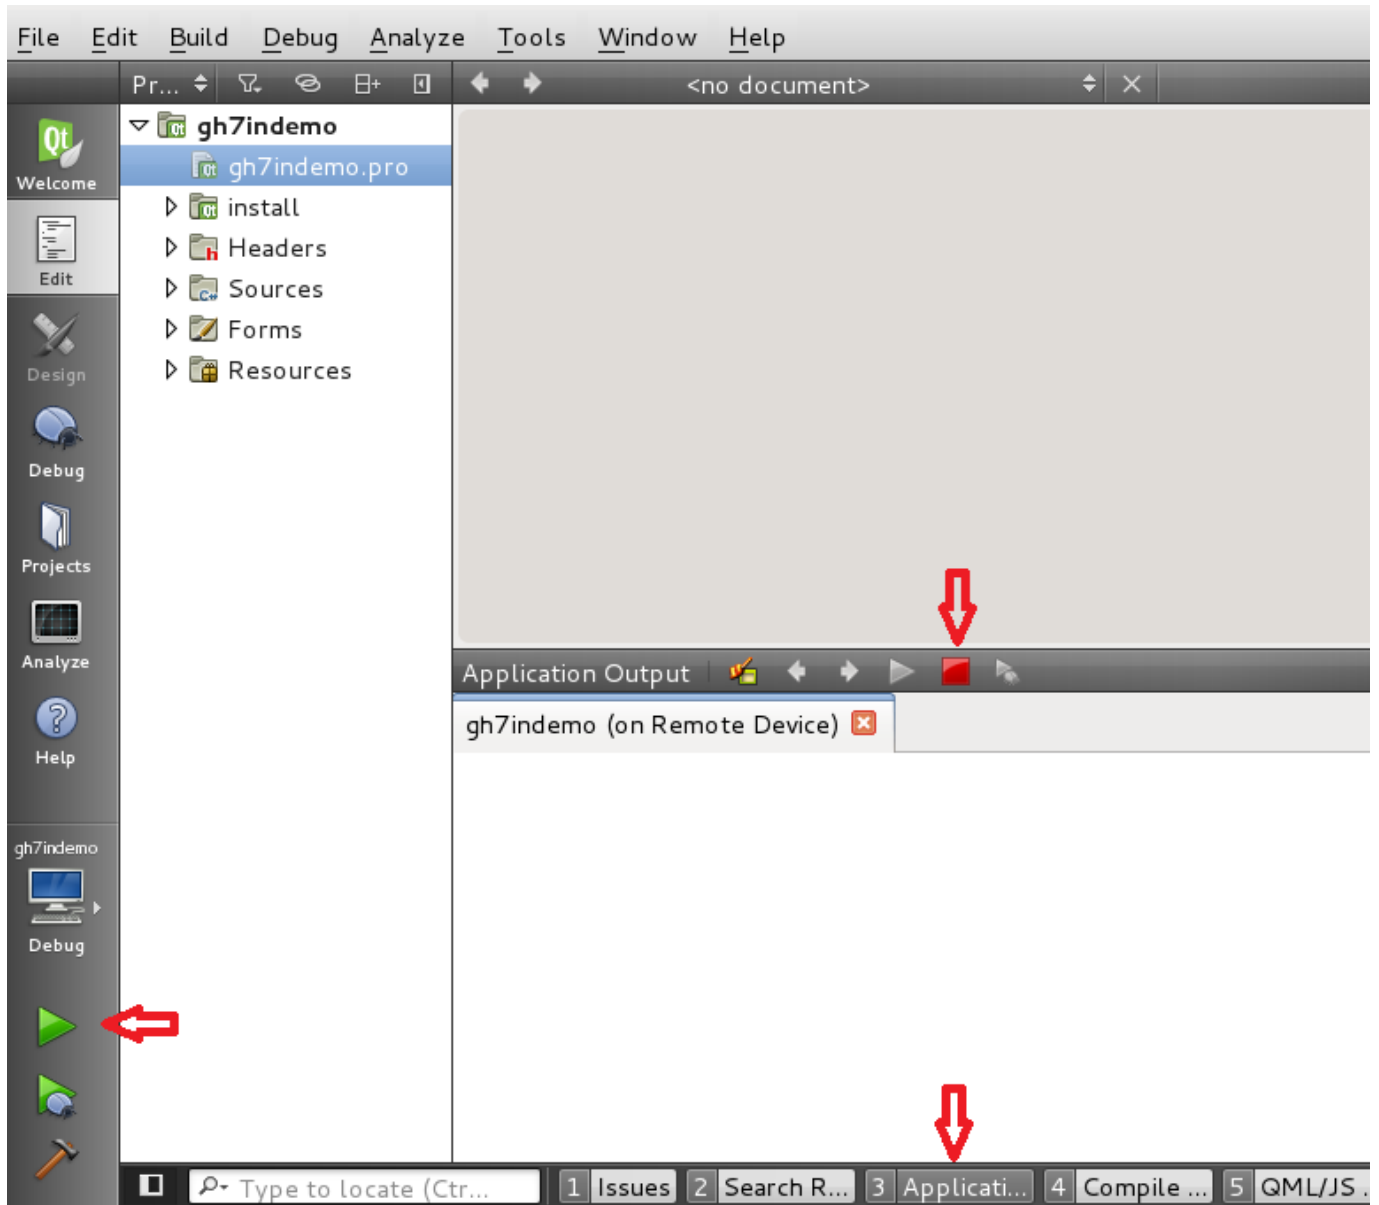 File Edit Build Debug Analyze Tools Window Help
Pr... <no document>
Welcome
Edit
Design
Debug
Projects
Analyze
Help
gh7indemo
Debug
gh7indemo
gh7indemo.pro
install
Headers
Sources
Forms
Resources
Application Output
gh7indemo (on Remote Device)
Type to locate (Ctr... 1 Issues 2 Search R... 3 Applicati... 4 Compile ... 5 QML/JS .